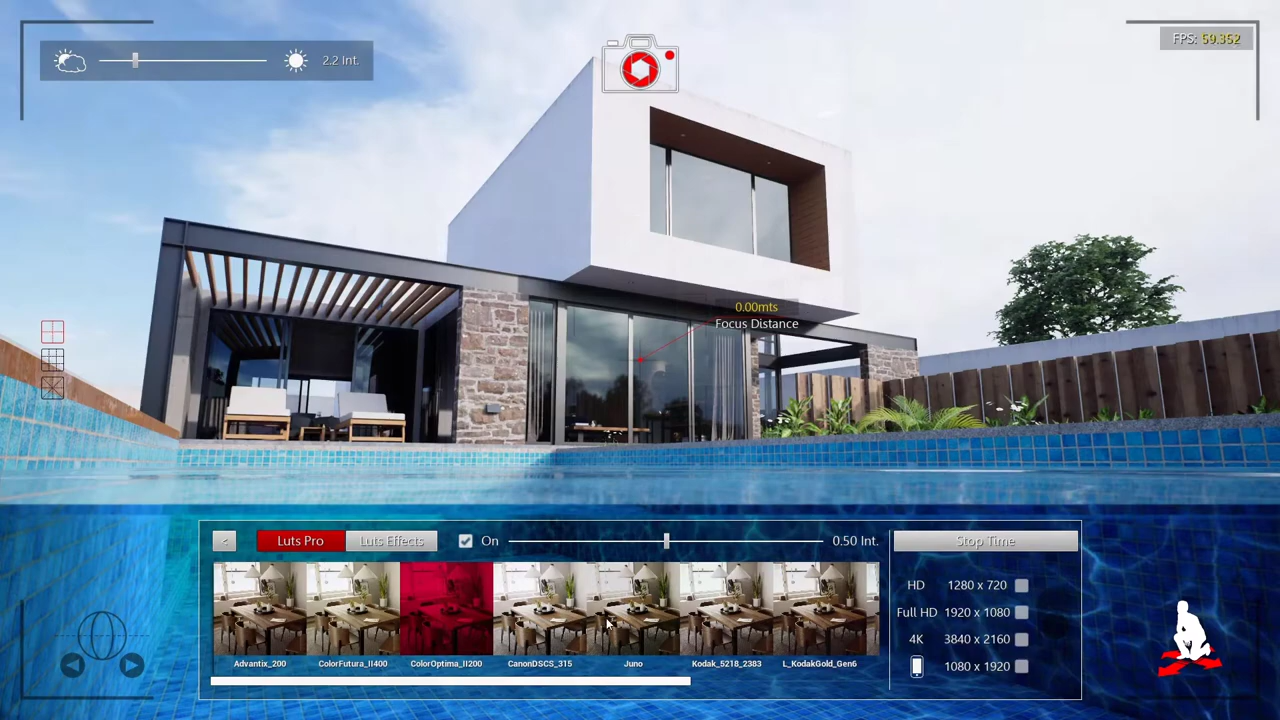 2.2 Int.
FPS: 59.352
0.00mts
Focus Distance
< Luts Pro Luts Effects On 0.50 Int. Stop Time
HD 1280 x 720
Full HD 1920 x 1080
4K 3840 x 2160
1080 x 1920
Advantix_200 ColorFutura_II400 ColorOptima_II200 CanonDSCS_315 Juno Kodak_5218_2383 L_KodakGold_Gen6